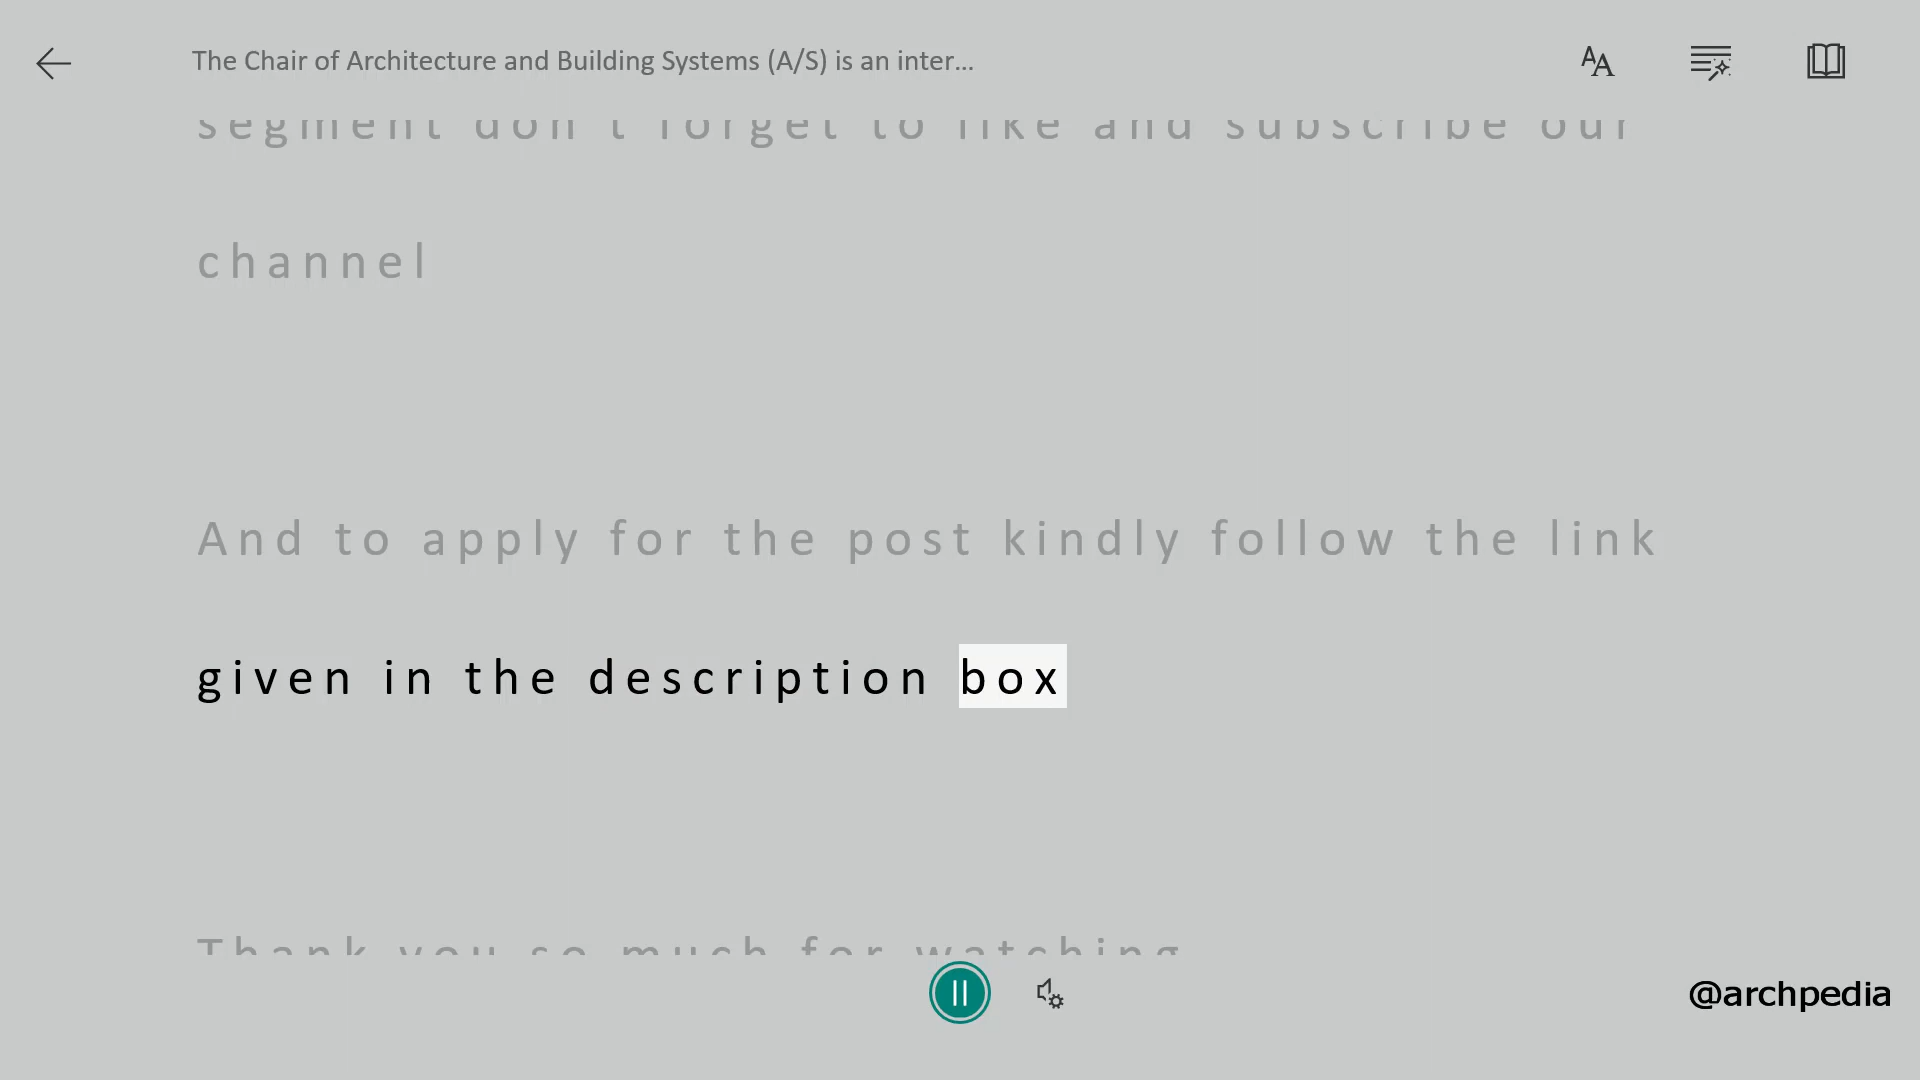 The Chair of Architecture and Building Systems (A/S) is an inter...
segment don't forget to like and subscribe our
channel
And to apply for the post kindly follow the link
given in the description box
Thank you so much for watching
@archpedia